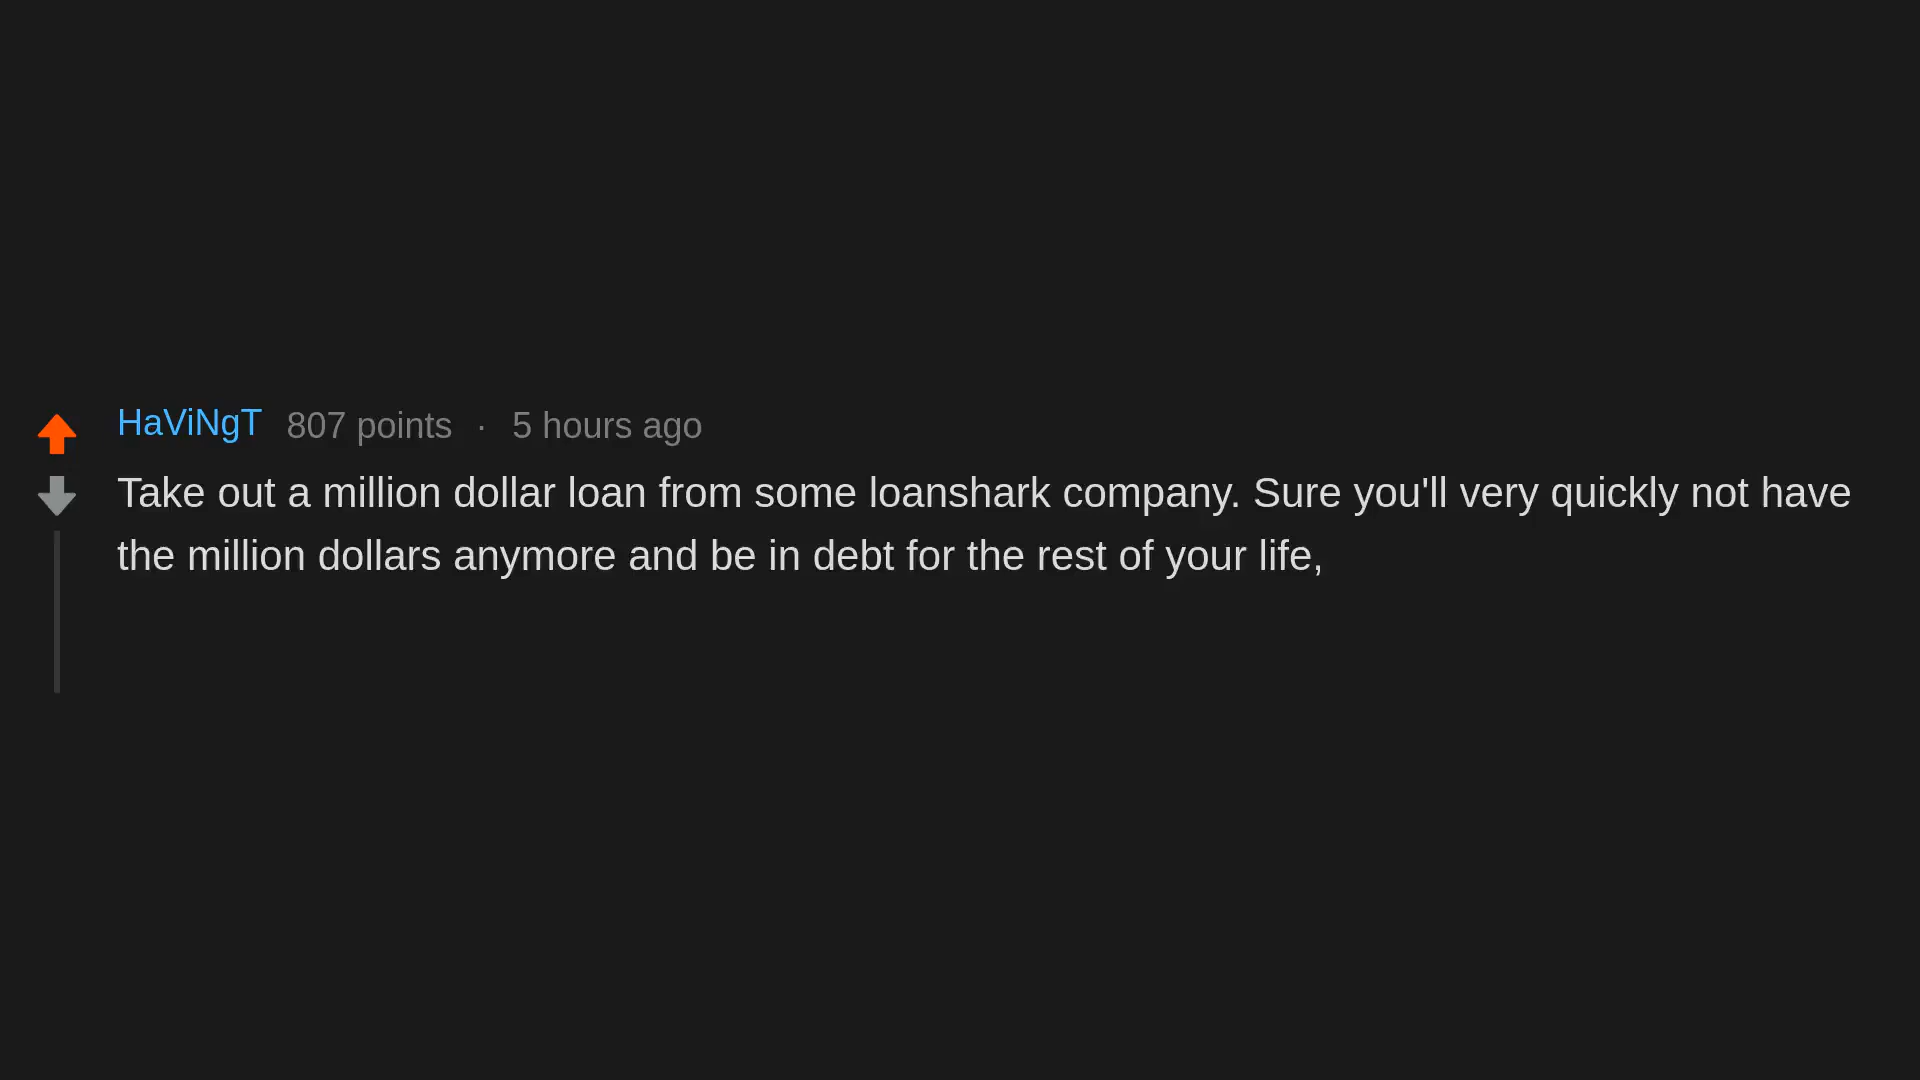 HaViNgT 807 points · 5 hours ago
Take out a million dollar loan from some loanshark company. Sure you'll very quickly not have
the million dollars anymore and be in debt for the rest of your life,